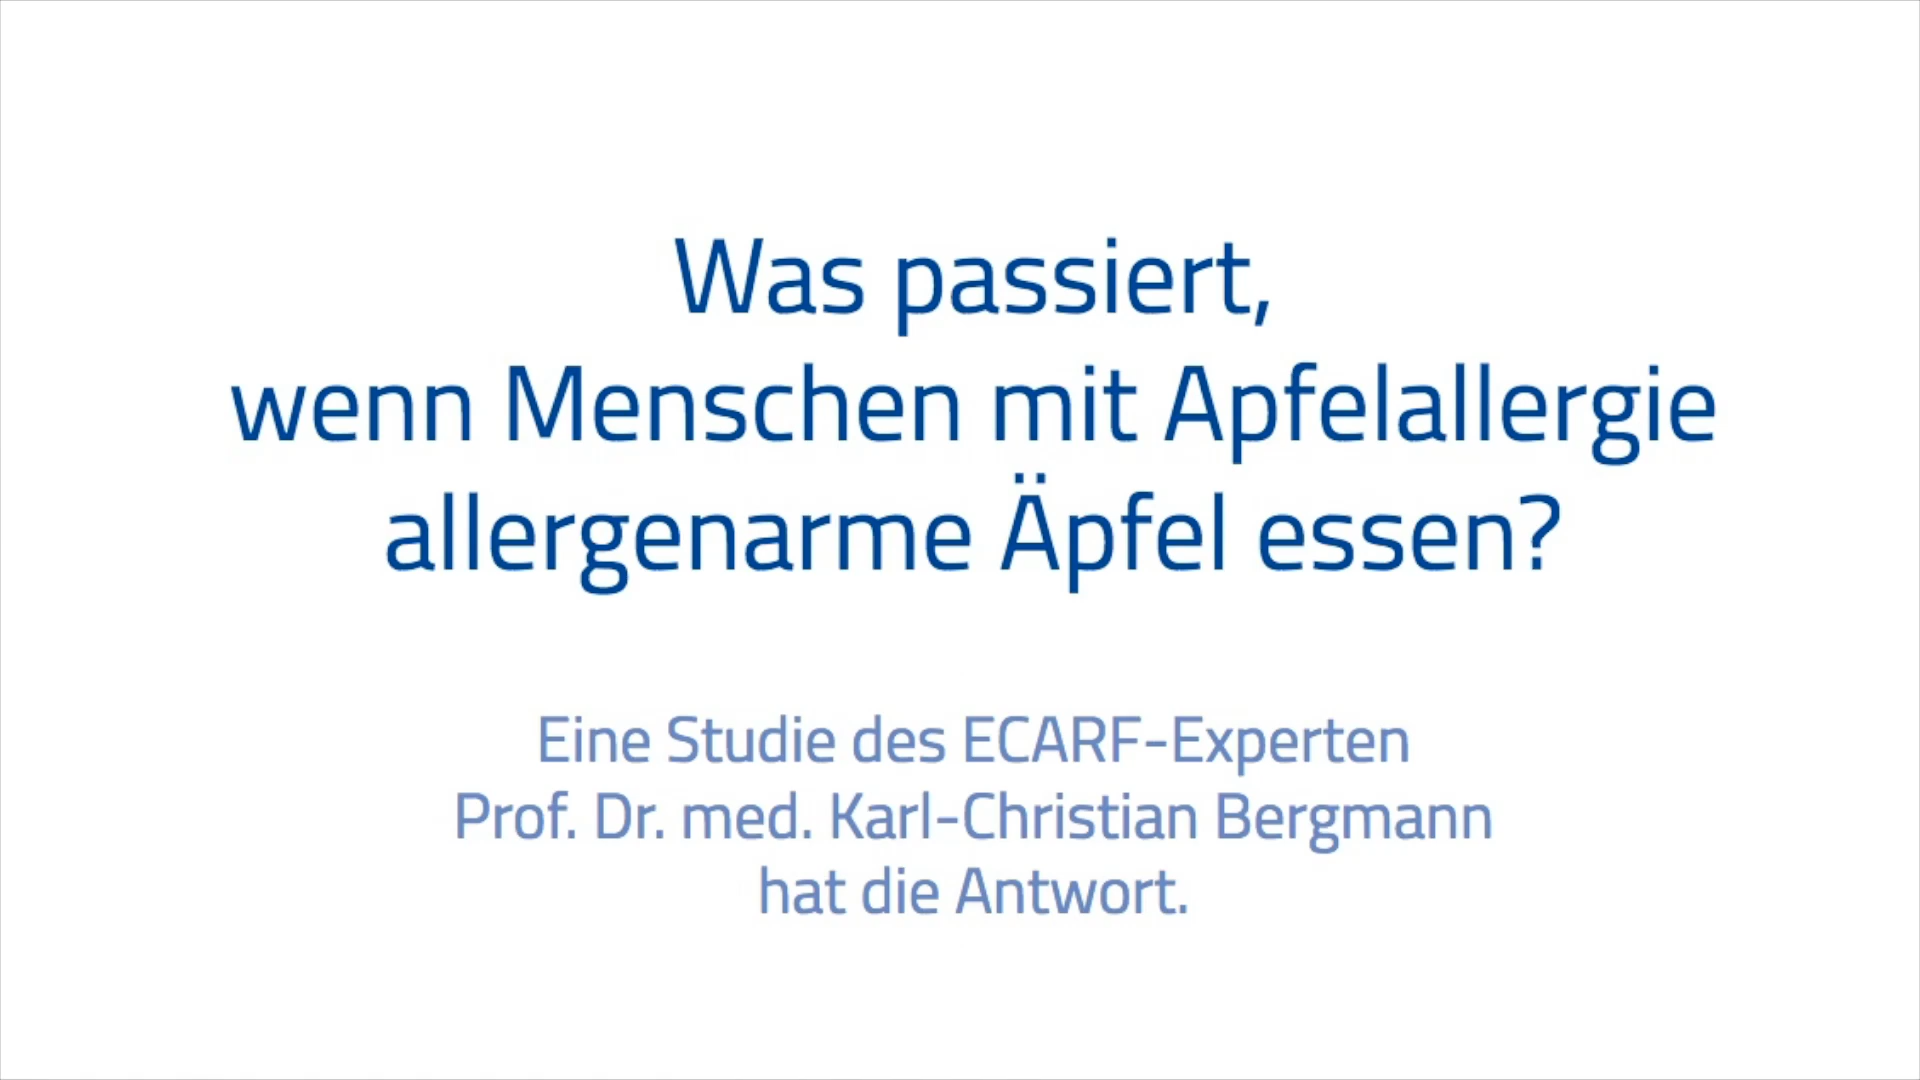 Was passiert,
wenn Menschen mit Apfelallergie
allergenarme Äpfel essen?
Eine Studie des ECARF-Experten
Prof. Dr. med. Karl-Christian Bergmann
hat die Antwort.